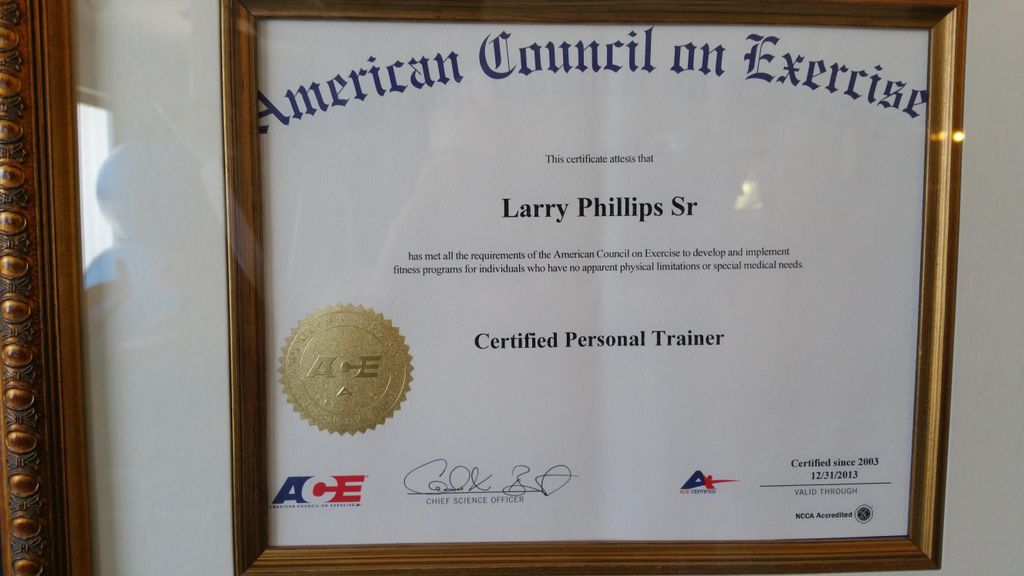 American Council on Exercise
This certificate attests that
Larry Phillips Sr
has met all the requirements of the American Council on Exercise to develop and implement
fitness programs for individuals who have no apparent physical limitations or special medical needs.
Certified Personal Trainer
ACE
ACE
AMERICAN COUNCIL ON EXERCISE
CHIEF SCIENCE OFFICER
ACE CERTIFIED
Certified since 2003
12/31/2013
VALID THROUGH
NCCA Accredited